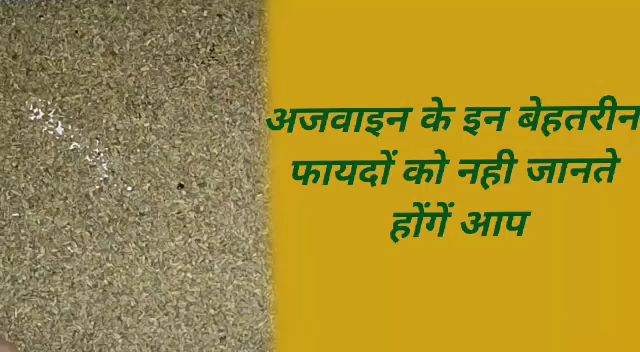 अजवाइन के इन बेहतरीन
फायदों को नही जानते
होंगें आप